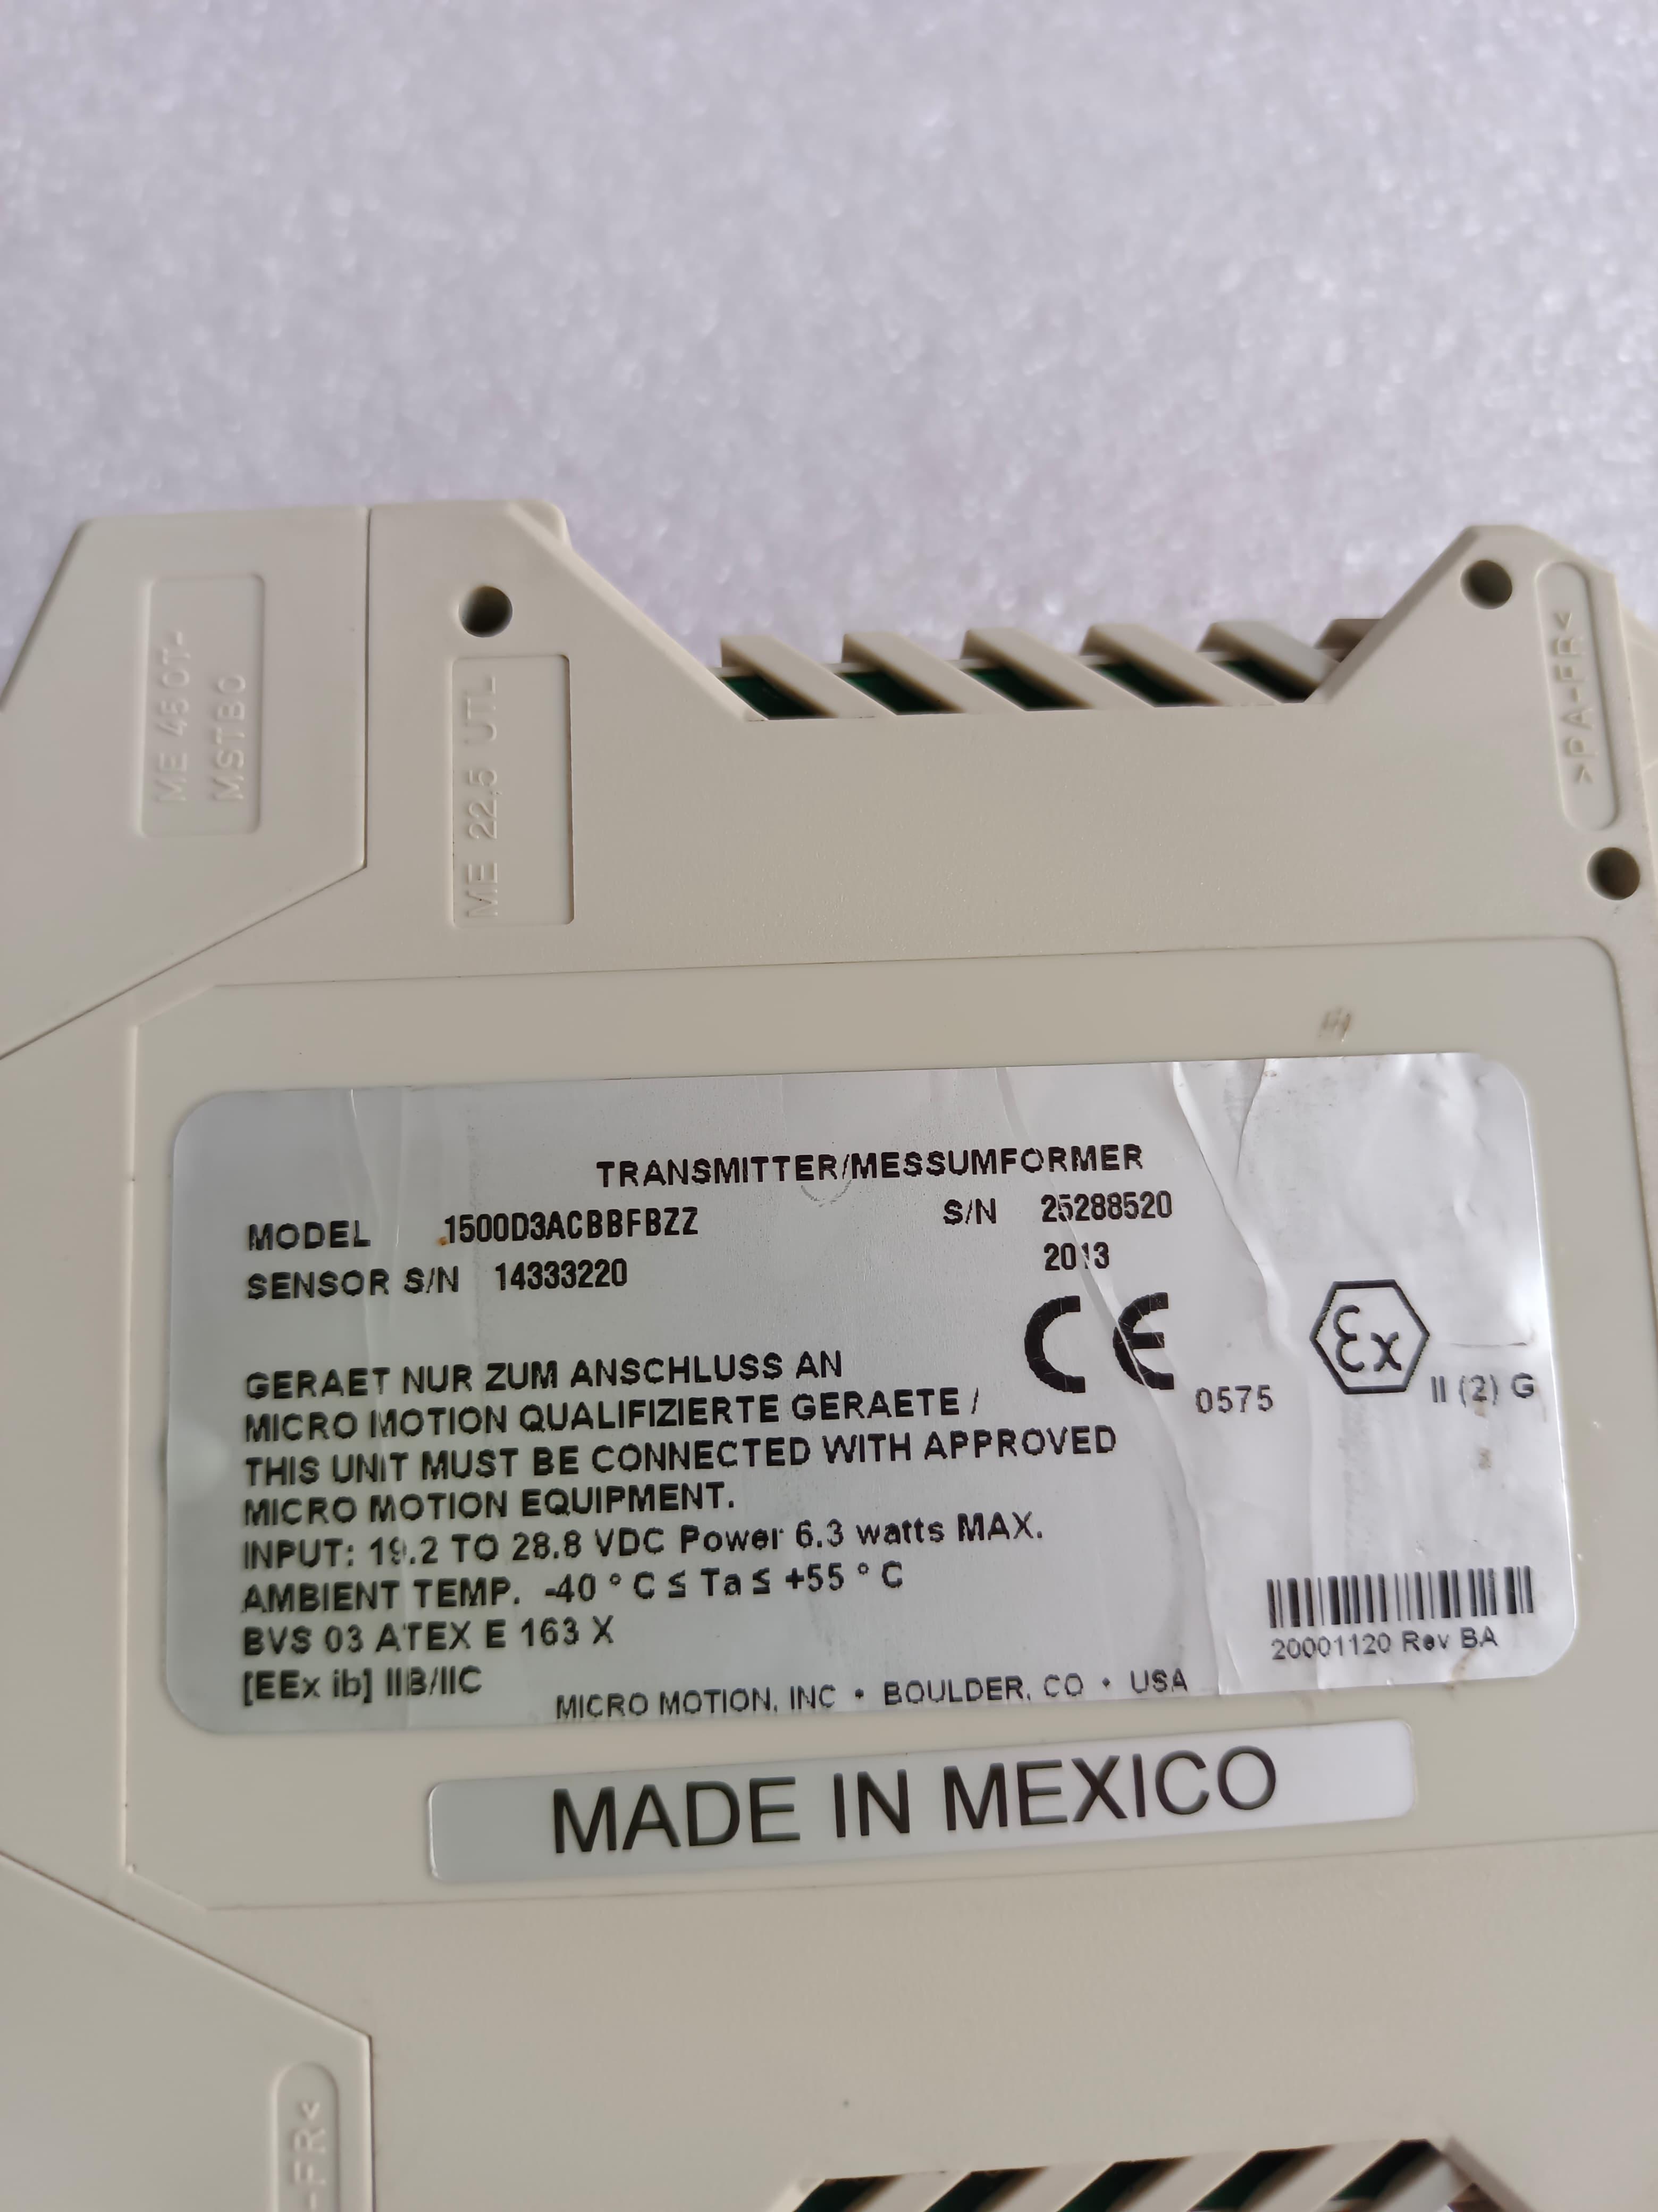 ME 45OT-
MSTBO
ME 22,5 UTL
>PA-FR<
TRANSMITTER/MESSUMFORMER
MODEL 1500D3ACBBFBZZ S/N 25288520
SENSOR S/N 14333220 2013
CE 0575 Ex II (2) G
GERAET NUR ZUM ANSCHLUSS AN
MICRO MOTION QUALIFIZIERTE GERAETE /
THIS UNIT MUST BE CONNECTED WITH APPROVED
MICRO MOTION EQUIPMENT.
INPUT: 19.2 TO 28.8 VDC Power 6.3 watts MAX.
AMBIENT TEMP. -40 ° C ≤ Ta ≤ +55 ° C
BVS 03 ATEX E 163 X
[EEx ib] IIB/IIC
20001120 Rev BA
MICRO MOTION, INC • BOULDER, CO • USA
MADE IN MEXICO
-FR<